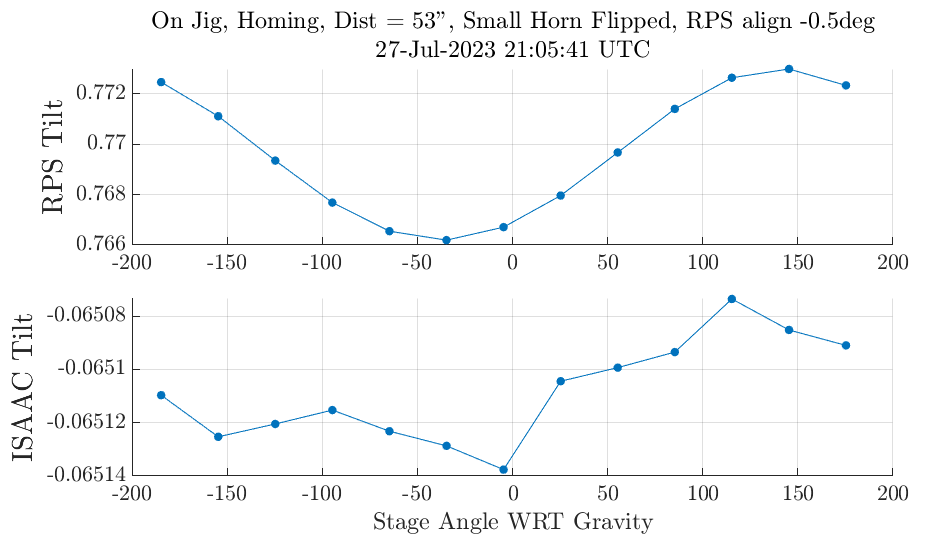 On Jig, Homing, Dist = 53”, Small Horn Flipped, RPS align -0.5deg
27-Jul-2023 21:05:41 UTC
RPS Tilt
0.772
0.77
0.768
0.766
-200 -150 -100 -50 0 50 100 150 200
ISAAC Tilt
-0.06508
-0.0651
-0.06512
-0.06514
-200 -150 -100 -50 0 50 100 150 200
Stage Angle WRT Gravity